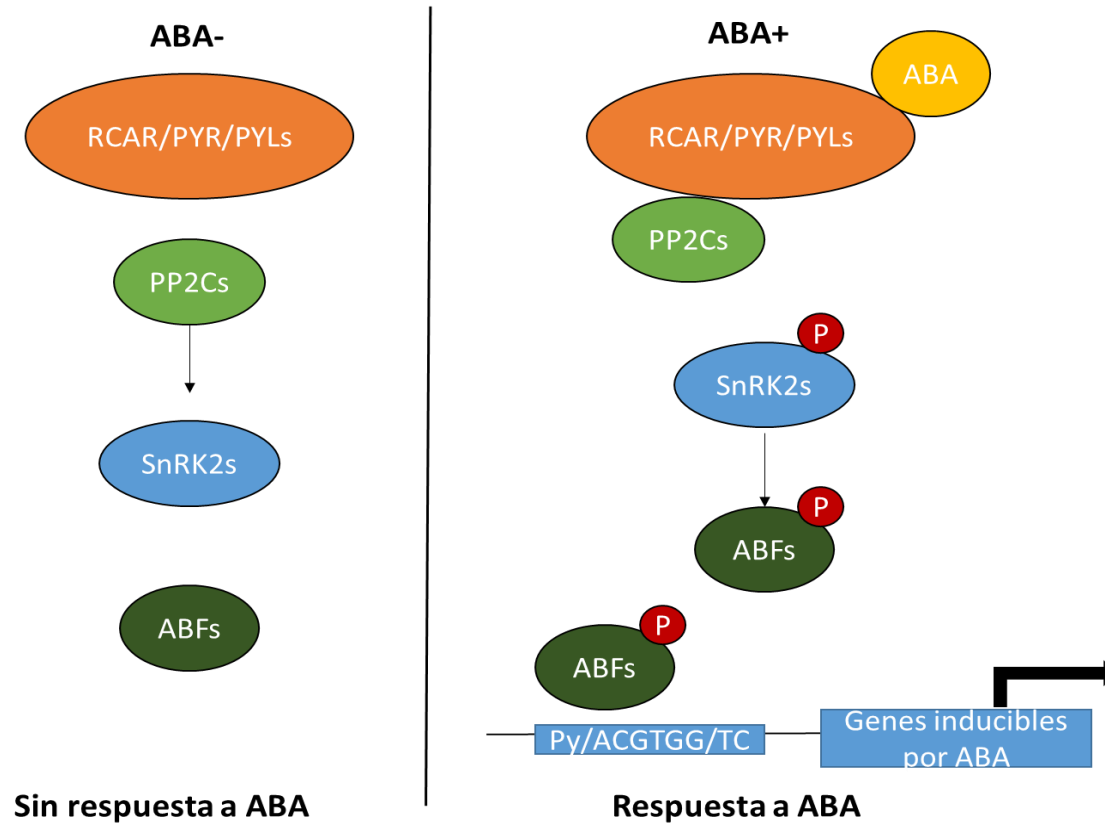 ABA-
RCAR/PYR/PYLs
PP2Cs
SnRK2s
ABFs
Sin respuesta a ABA
ABA+
ABA
RCAR/PYR/PYLs
PP2Cs
P
SnRK2s
P
ABFs
P
ABFs
Py/ACGTGG/TC
Genes inducibles
por ABA
Respuesta a ABA